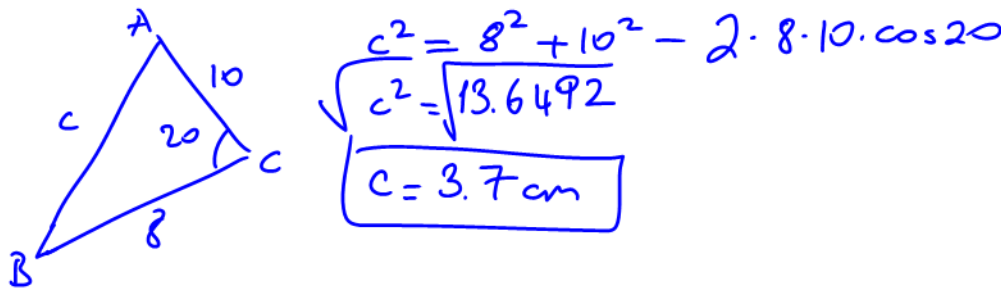 A
c² = 8² + 10² - 2·8·10·cos20
10
√c² = √13.6492
c
20
C
c = 3.7 cm
8
B